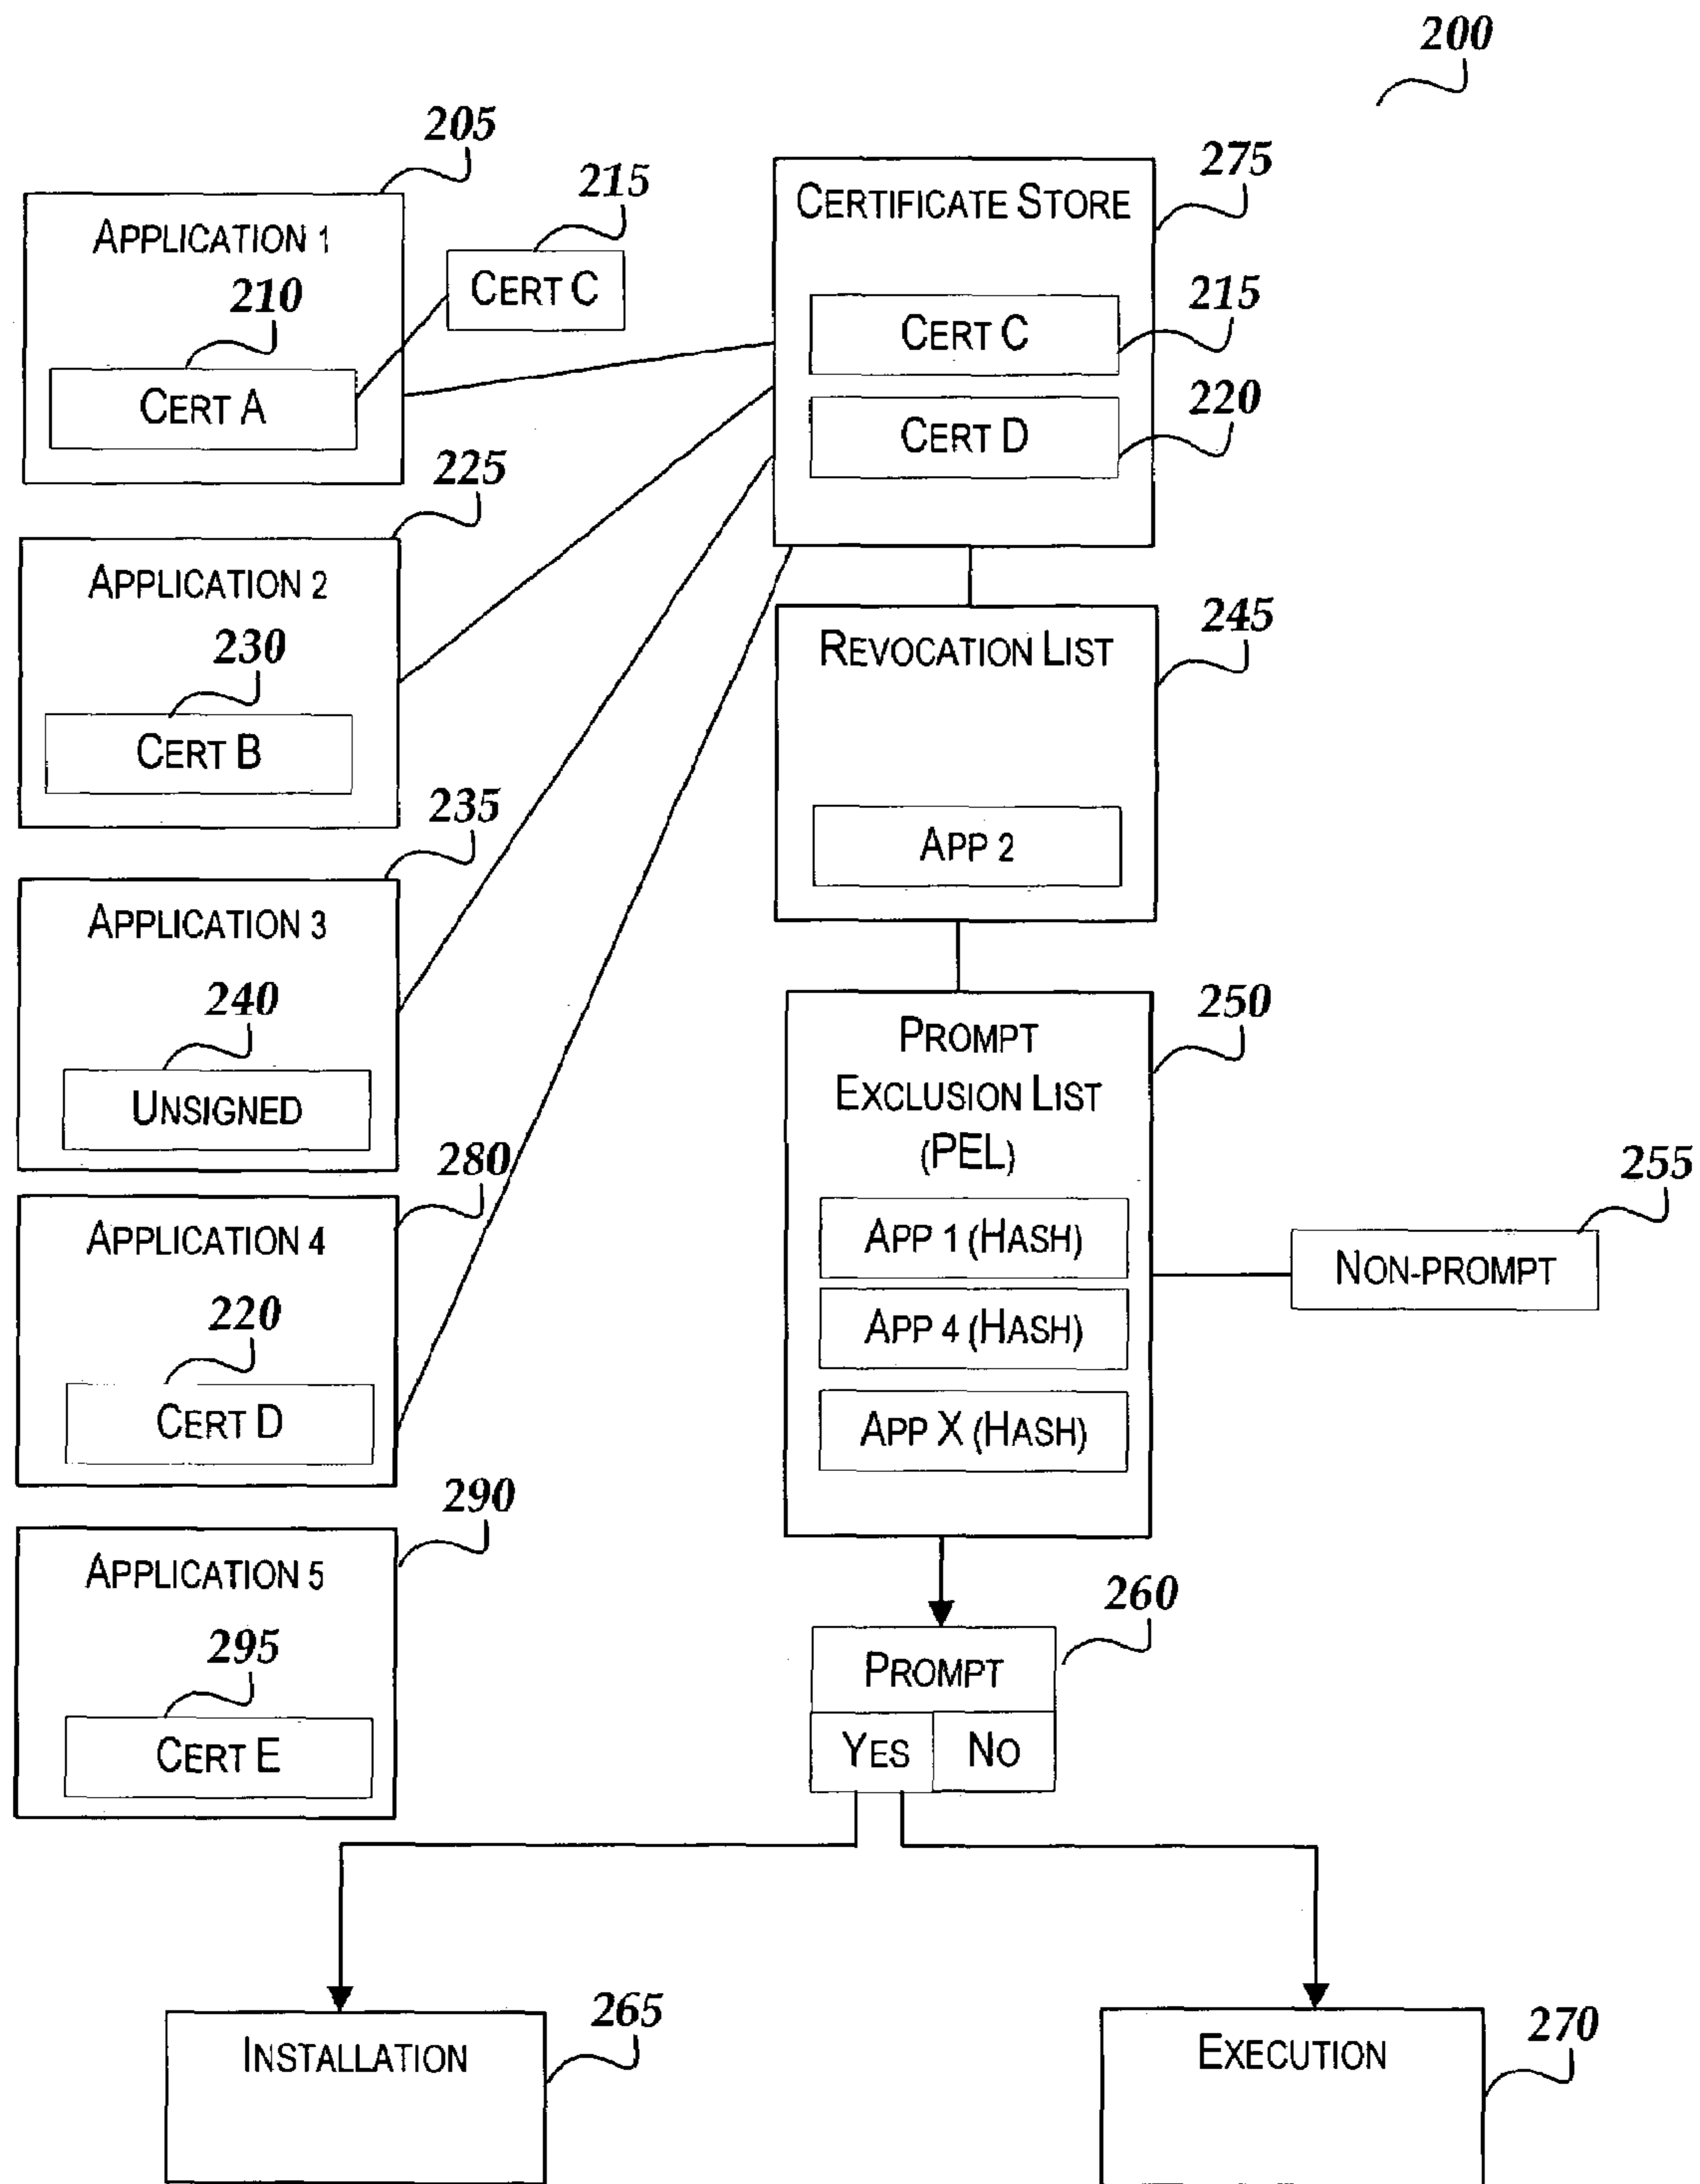 200
205
APPLICATION 1
210
CERT A
215
CERT C
225
APPLICATION 2
230
CERT B
235
APPLICATION 3
240
UNSIGNED
280
APPLICATION 4
220
CERT D
290
APPLICATION 5
295
CERT E
275
CERTIFICATE STORE
215
CERT C
220
CERT D
245
REVOCATION LIST
APP 2
250
PROMPT
EXCLUSION LIST
(PEL)
APP 1 (HASH)
APP 4 (HASH)
APP X (HASH)
255
NON-PROMPT
260
PROMPT
YES NO
265
INSTALLATION
270
EXECUTION